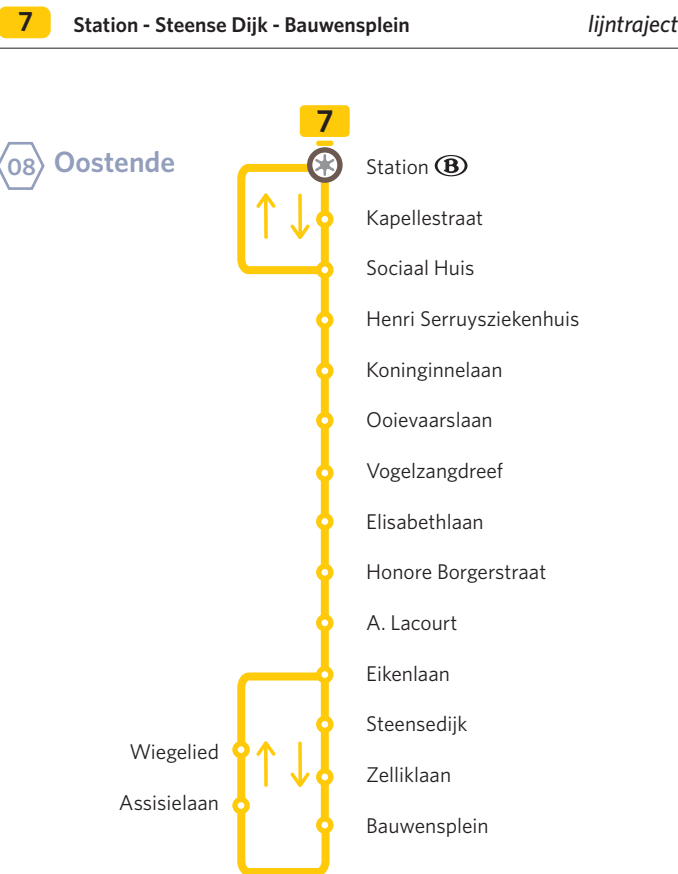 7 Station - Steense Dijk - Bauwensplein lijntraject
7
08 Oostende
Station B
Kapellestraat
Sociaal Huis
Henri Serruysziekenhuis
Koninginnelaan
Ooievaarslaan
Vogelzangdreef
Elisabethlaan
Honore Borgerstraat
A. Lacourt
Eikenlaan
Steensedijk
Wiegelied
Zelliklaan
Assisielaan
Bauwensplein